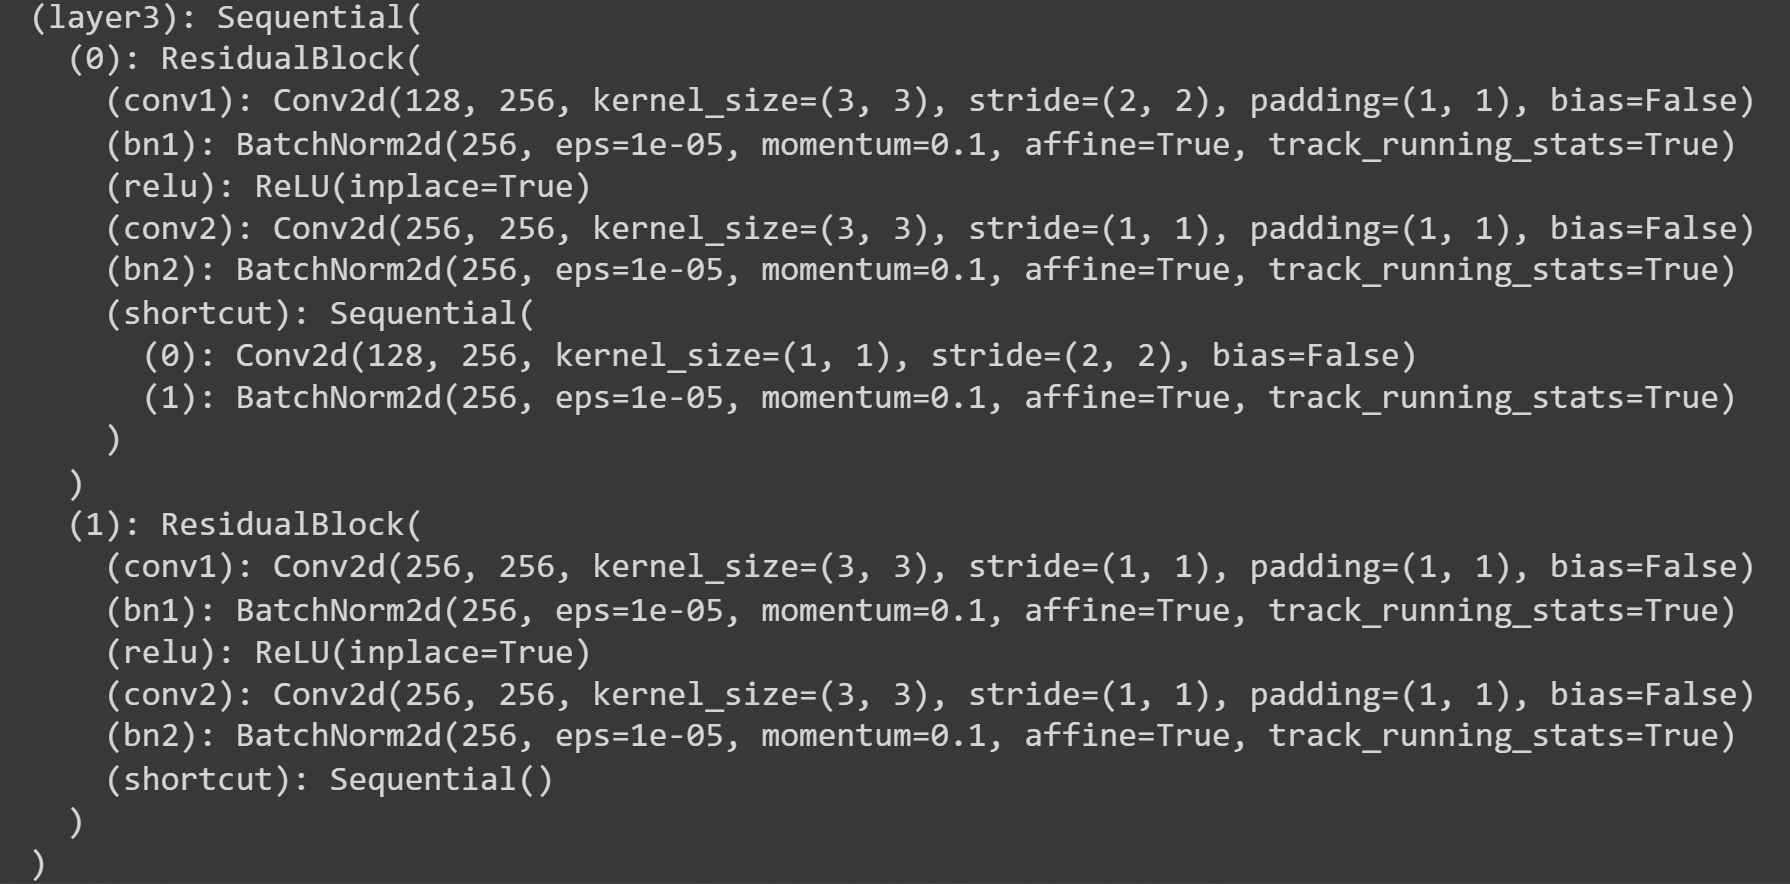 (layer3): Sequential(
  (0): ResidualBlock(
    (conv1): Conv2d(128, 256, kernel_size=(3, 3), stride=(2, 2), padding=(1, 1), bias=False)
    (bn1): BatchNorm2d(256, eps=1e-05, momentum=0.1, affine=True, track_running_stats=True)
    (relu): ReLU(inplace=True)
    (conv2): Conv2d(256, 256, kernel_size=(3, 3), stride=(1, 1), padding=(1, 1), bias=False)
    (bn2): BatchNorm2d(256, eps=1e-05, momentum=0.1, affine=True, track_running_stats=True)
    (shortcut): Sequential(
      (0): Conv2d(128, 256, kernel_size=(1, 1), stride=(2, 2), bias=False)
      (1): BatchNorm2d(256, eps=1e-05, momentum=0.1, affine=True, track_running_stats=True)
    )
  )
  (1): ResidualBlock(
    (conv1): Conv2d(256, 256, kernel_size=(3, 3), stride=(1, 1), padding=(1, 1), bias=False)
    (bn1): BatchNorm2d(256, eps=1e-05, momentum=0.1, affine=True, track_running_stats=True)
    (relu): ReLU(inplace=True)
    (conv2): Conv2d(256, 256, kernel_size=(3, 3), stride=(1, 1), padding=(1, 1), bias=False)
    (bn2): BatchNorm2d(256, eps=1e-05, momentum=0.1, affine=True, track_running_stats=True)
    (shortcut): Sequential()
  )
)